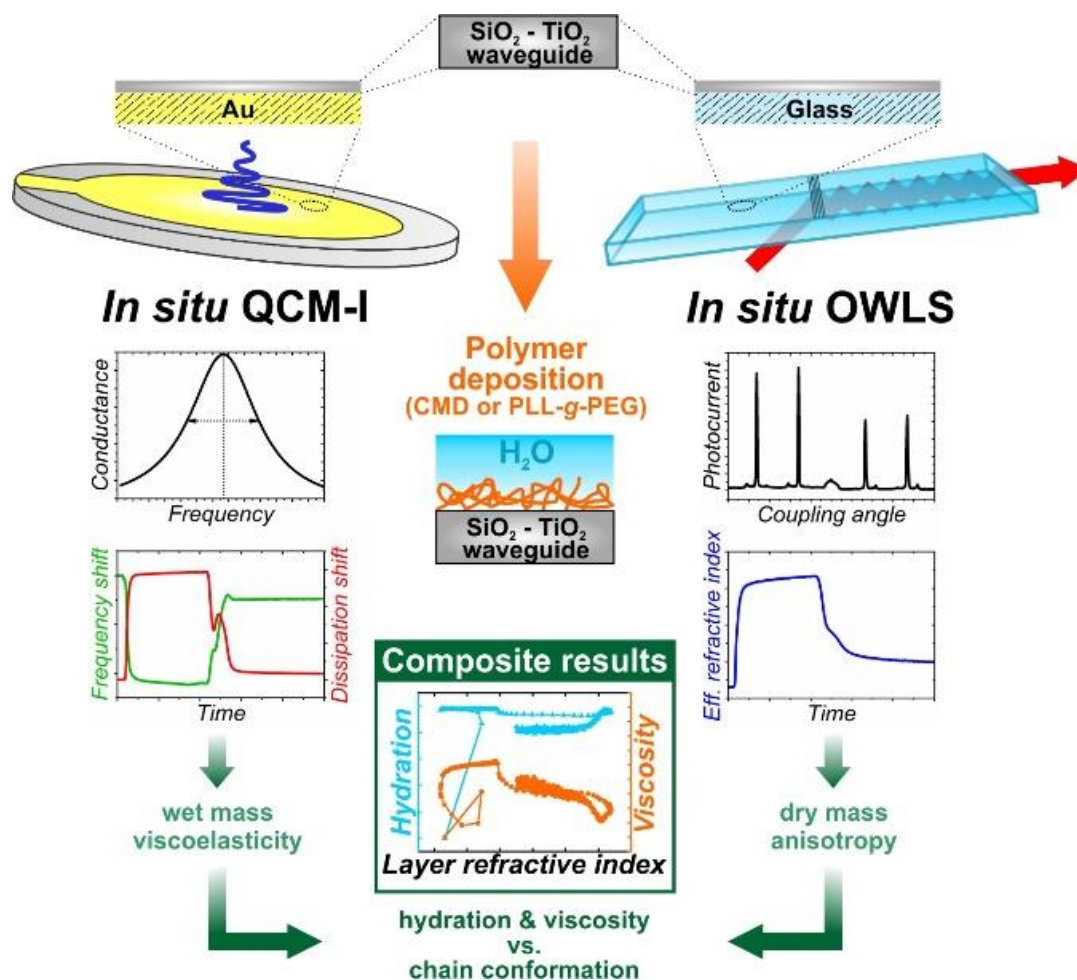 SiO₂ - TiO₂
waveguide
Au
Glass
In situ QCM-I
In situ OWLS
Polymer
deposition
(CMD or PLL-g-PEG)
H₂O
SiO₂ - TiO₂
waveguide
Conductance
Frequency
Photocurrent
Coupling angle
Frequency shift
Dissipation shift
Time
Eff. refractive index
Time
Composite results
Hydration
Viscosity
Layer refractive index
wet mass
viscoelasticity
dry mass
anisotropy
hydration & viscosity
vs.
chain conformation